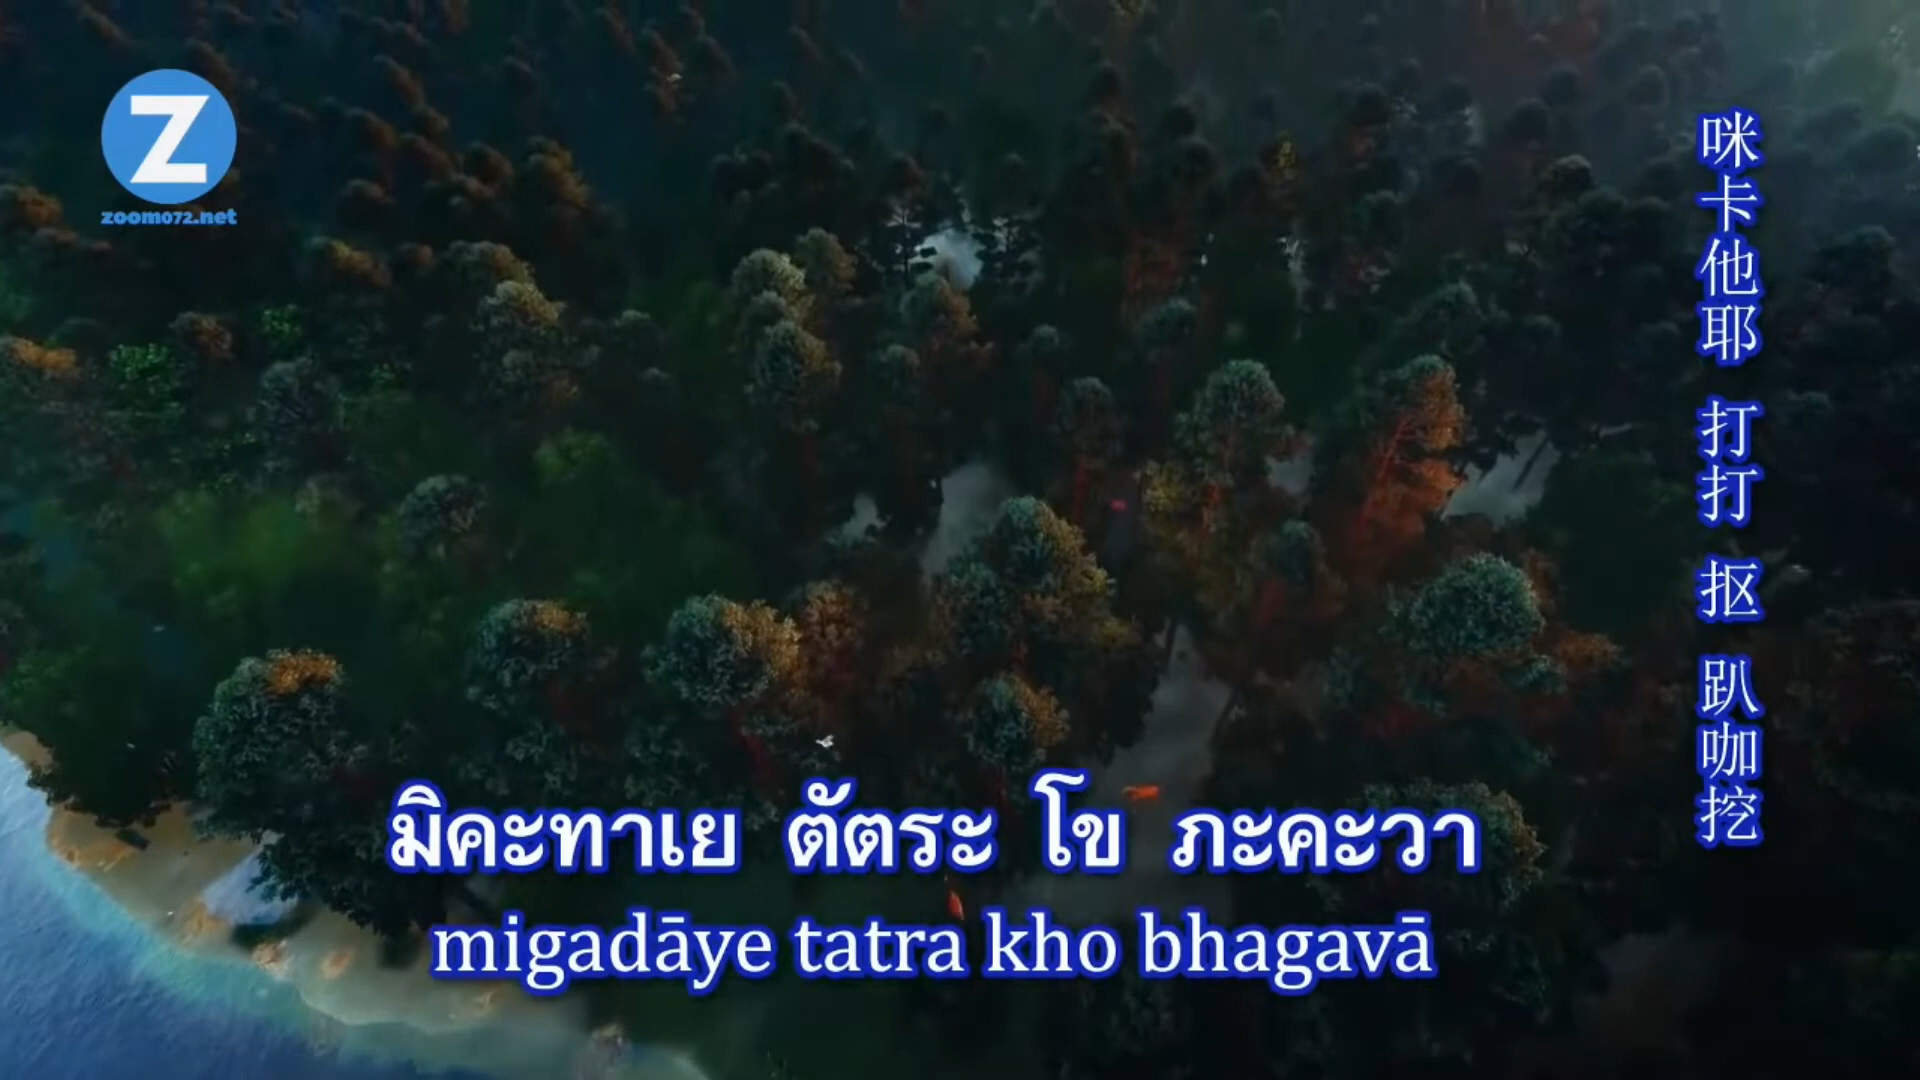 Z
zoom072.net
咪卡他耶 打打 抠 趴咖挖
มิคะทาเย ตัตระ โข ภะคะวา
migadāye tatra kho bhagavā